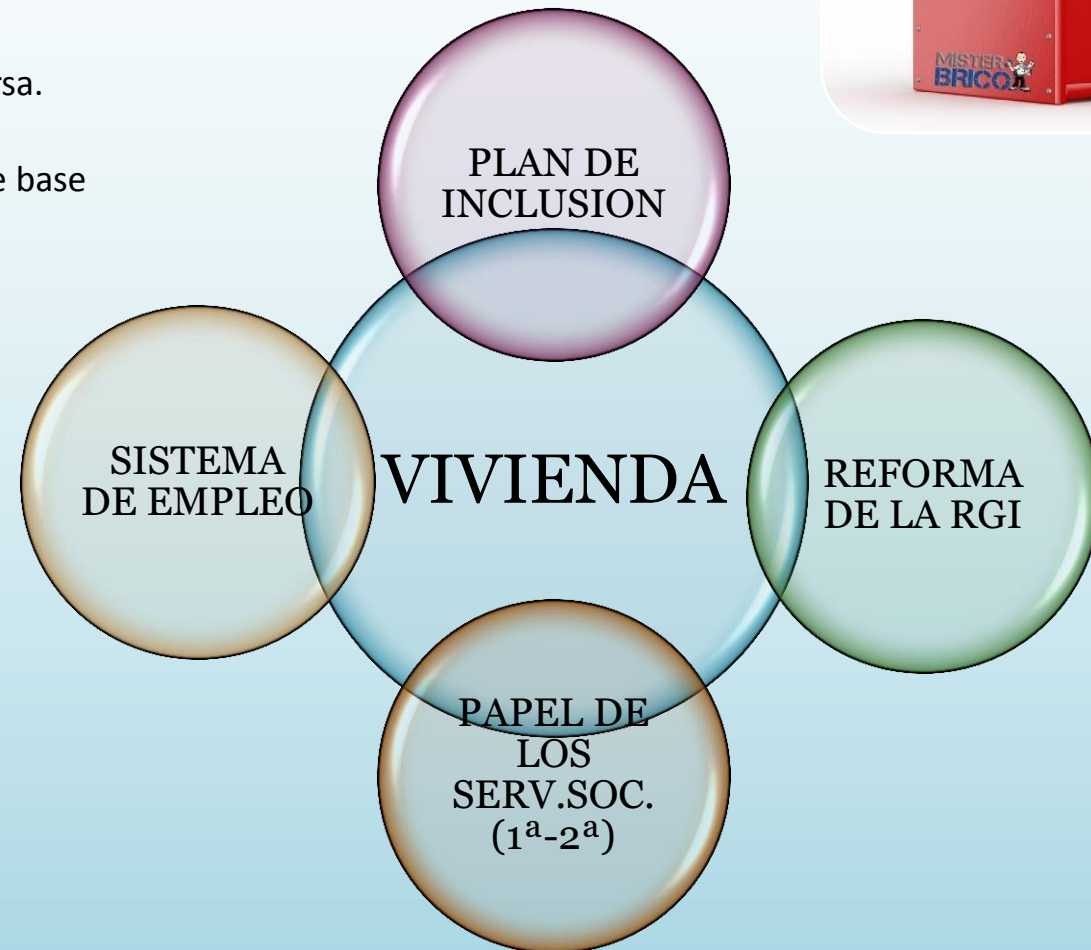 rsa.
e base
MISTER
BRICO
PLAN DE
INCLUSION
SISTEMA
DE EMPLEO
VIVIENDA
REFORMA
DE LA RGI
PAPEL DE
LOS
SERV.SOC.
(1ª-2ª)